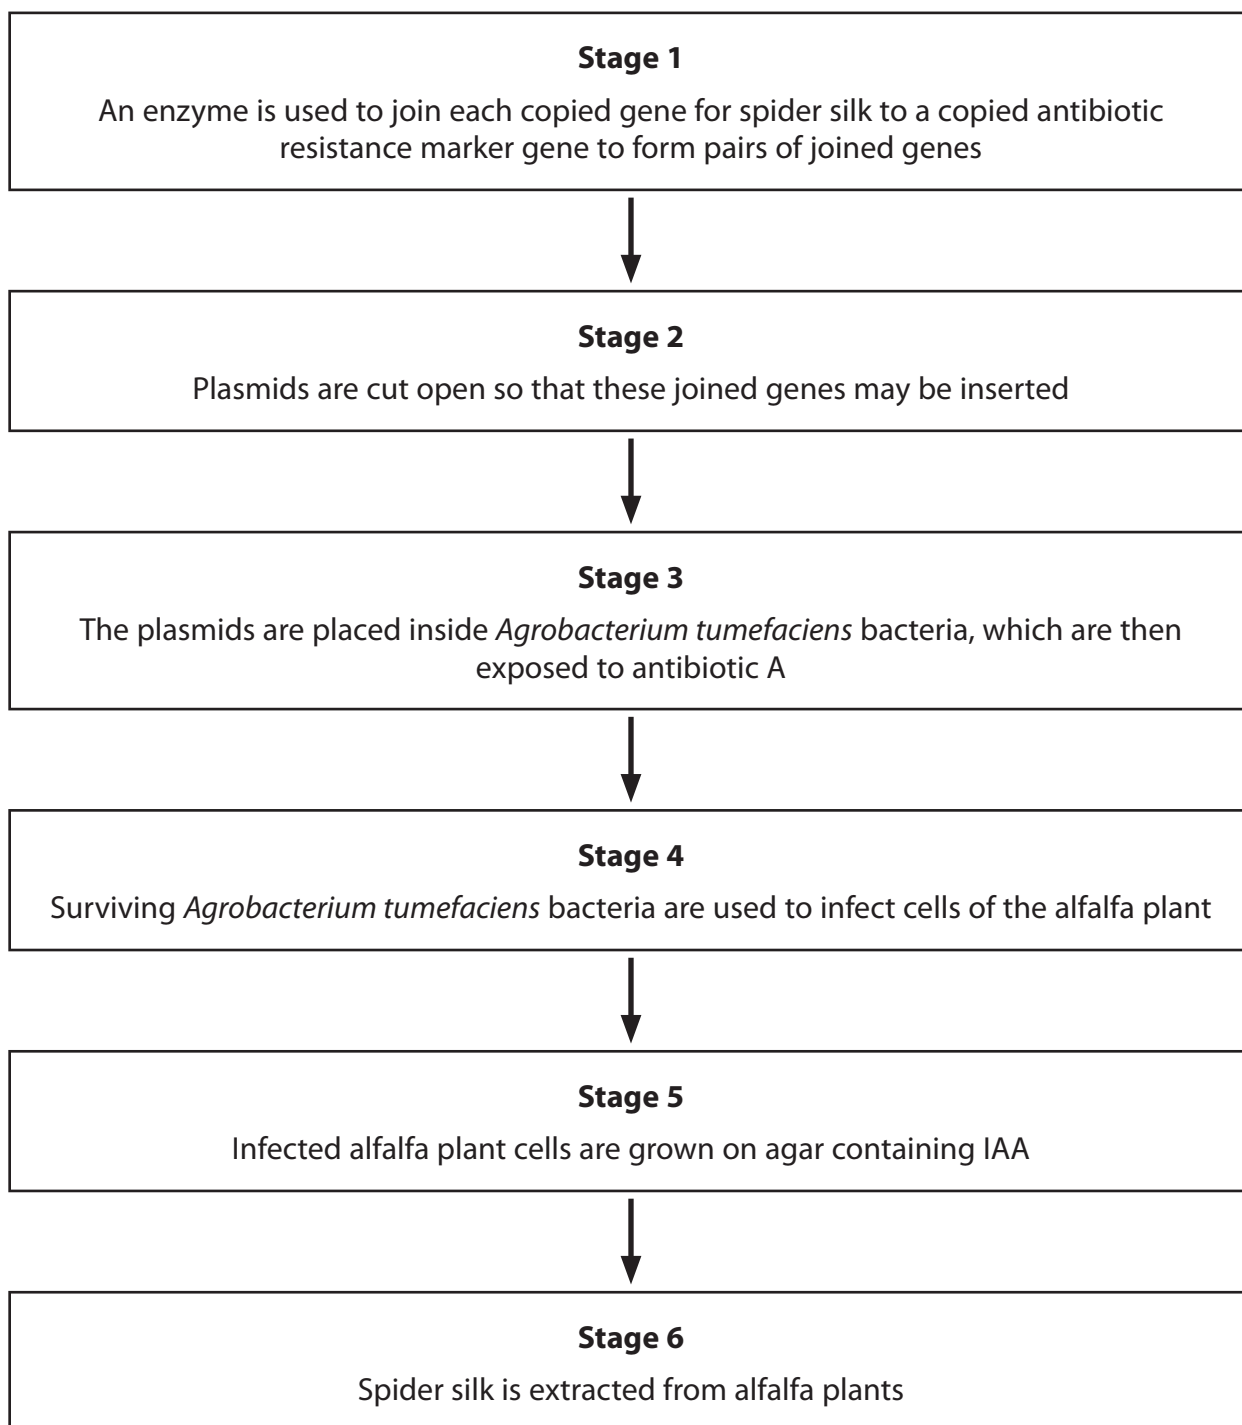 Stage 1
An enzyme is used to join each copied gene for spider silk to a copied antibiotic
resistance marker gene to form pairs of joined genes
Stage 2
Plasmids are cut open so that these joined genes may be inserted
Stage 3
The plasmids are placed inside Agrobacterium tumefaciens bacteria, which are then
exposed to antibiotic A
Stage 4
Surviving Agrobacterium tumefaciens bacteria are used to infect cells of the alfalfa plant
Stage 5
Infected alfalfa plant cells are grown on agar containing IAA
Stage 6
Spider silk is extracted from alfalfa plants